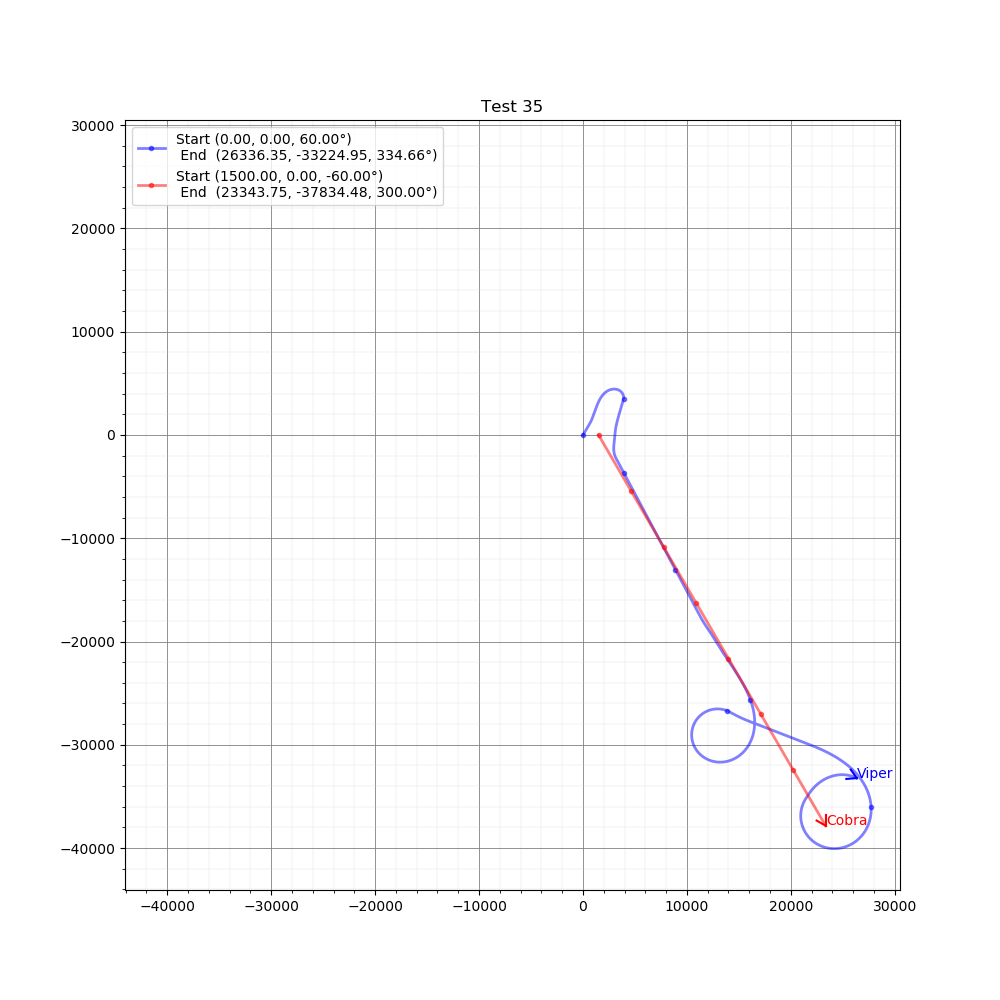 Test 35
Start (0.00, 0.00, 60.00°)
End  (26336.35, -33224.95, 334.66°)
Start (1500.00, 0.00, -60.00°)
End  (23343.75, -37834.48, 300.00°)
30000
20000
10000
0
−10000
−20000
−30000
−40000
Viper
Cobra
−40000 −30000 −20000 −10000 0 10000 20000 30000